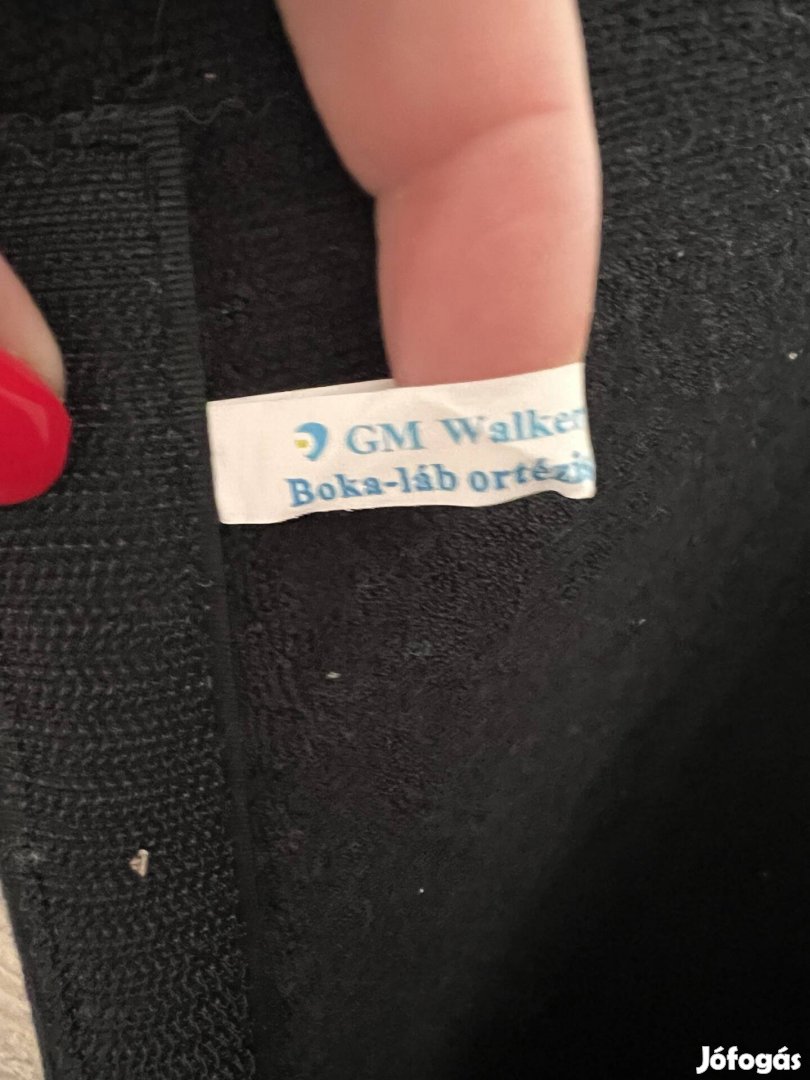 GM Walker
Boka-láb ortézis
Jófogás